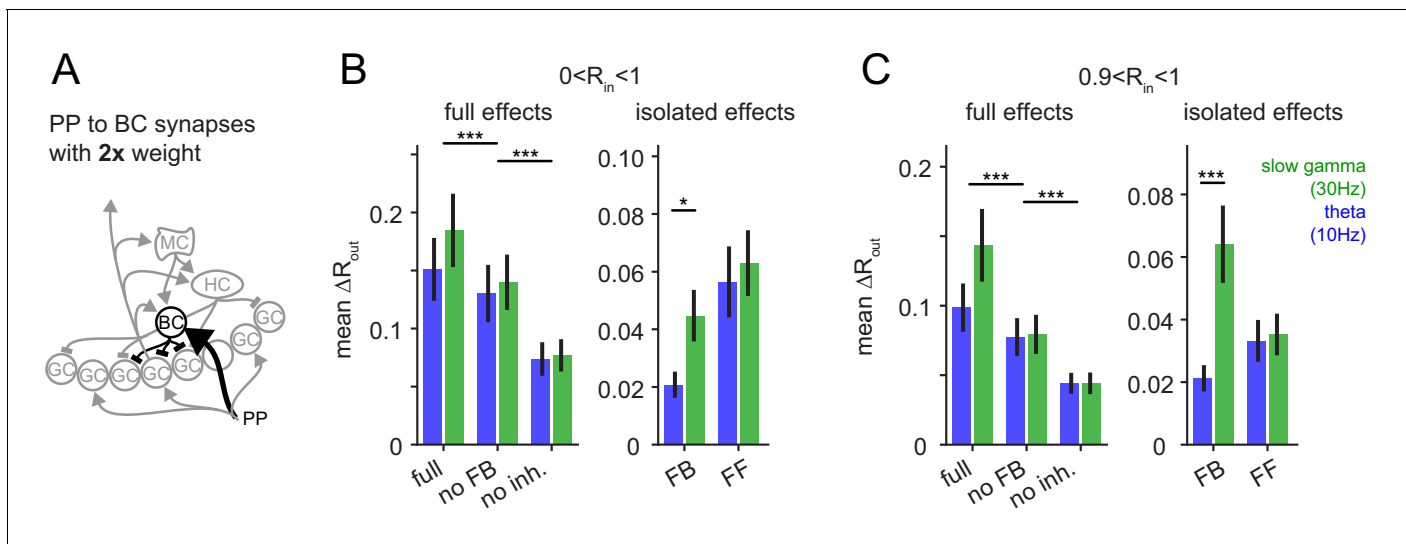 A
PP to BC synapses
with 2x weight
MC
HC
BC
GC
GC
GC
GC
GC
GC
GC
PP
B
0<Rin<1
full effects
isolated effects
***
***
*
mean ΔRout
0.2
0.1
0
full
no FB
no inh.
0.10
0.08
0.06
0.04
0.02
0
FB
FF
C
0.9<Rin<1
full effects
isolated effects
***
***
***
mean ΔRout
0.2
0.1
0
full
no FB
no inh.
0.08
0.06
0.04
0.02
0
FB
FF
slow gamma
(30Hz)
theta
(10Hz)